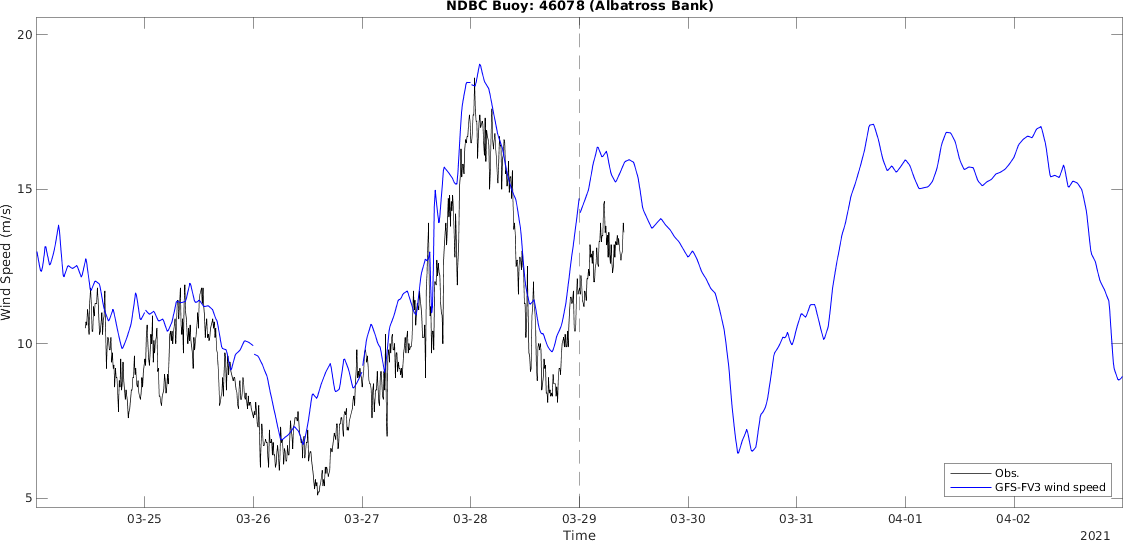 NDBC Buoy: 46078 (Albatross Bank)
20
15
10
5
Wind Speed (m/s)
Obs.
GFS-FV3 wind speed
03-25 03-26 03-27 03-28 03-29 03-30 03-31 04-01 04-02
Time
2021